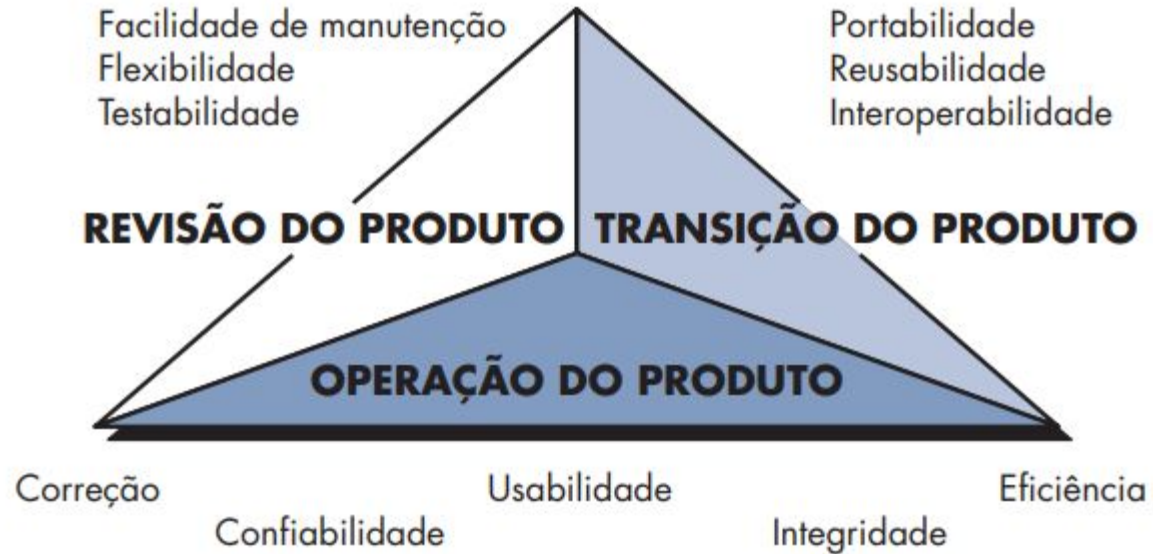 Facilidade de manutenção
Flexibilidade
Testabilidade
Portabilidade
Reusabilidade
Interoperabilidade
REVISÃO DO PRODUTO
TRANSIÇÃO DO PRODUTO
OPERAÇÃO DO PRODUTO
Correção
Usabilidade
Eficiência
Confiabilidade
Integridade